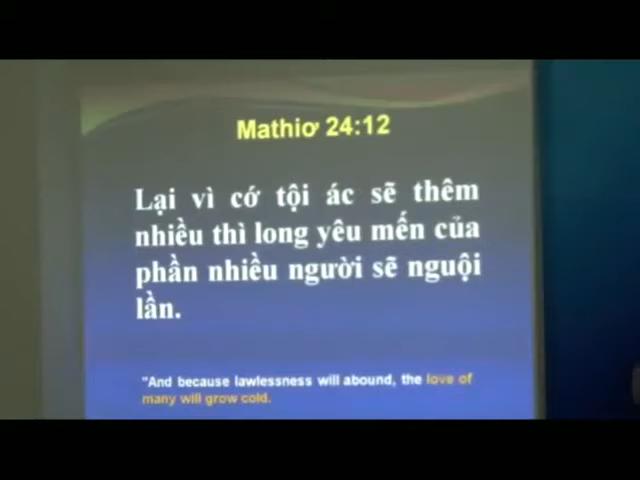 Mathiơ 24:12
Lại vì cớ tội ác sẽ thêm
nhiều thì long yêu mến của
phần nhiều người sẽ nguội
lần.
"And because lawlessness will abound, the love of
many will grow cold.